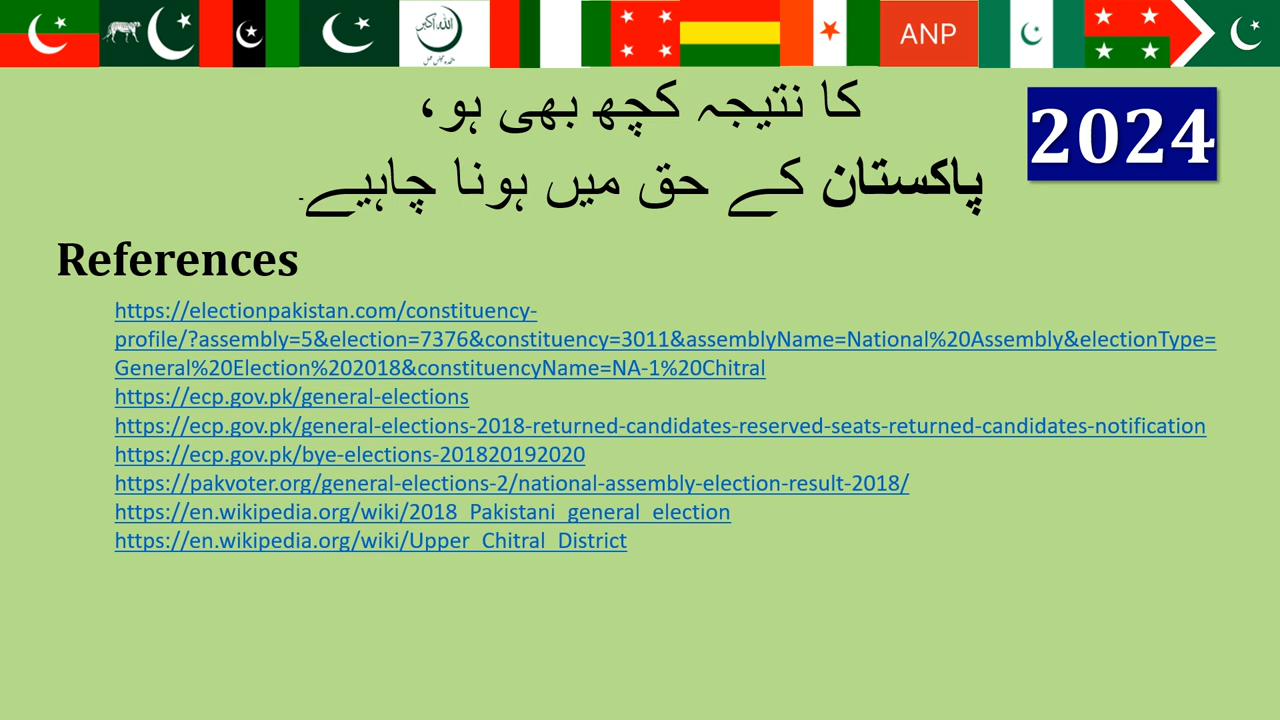 الله اكبر
ANP
2024
کا نتیجہ کچھ بھی ہو،
پاکستان کے حق میں ہونا چاہیے۔
References
https://electionpakistan.com/constituency-
profile/?assembly=5&election=7376&constituency=3011&assemblyName=National%20Assembly&electionType=
General%20Election%202018&constituencyName=NA-1%20Chitral
https://ecp.gov.pk/general-elections
https://ecp.gov.pk/general-elections-2018-returned-candidates-reserved-seats-returned-candidates-notification
https://ecp.gov.pk/bye-elections-201820192020
https://pakvoter.org/general-elections-2/national-assembly-election-result-2018/
https://en.wikipedia.org/wiki/2018_Pakistani_general_election
https://en.wikipedia.org/wiki/Upper_Chitral_District